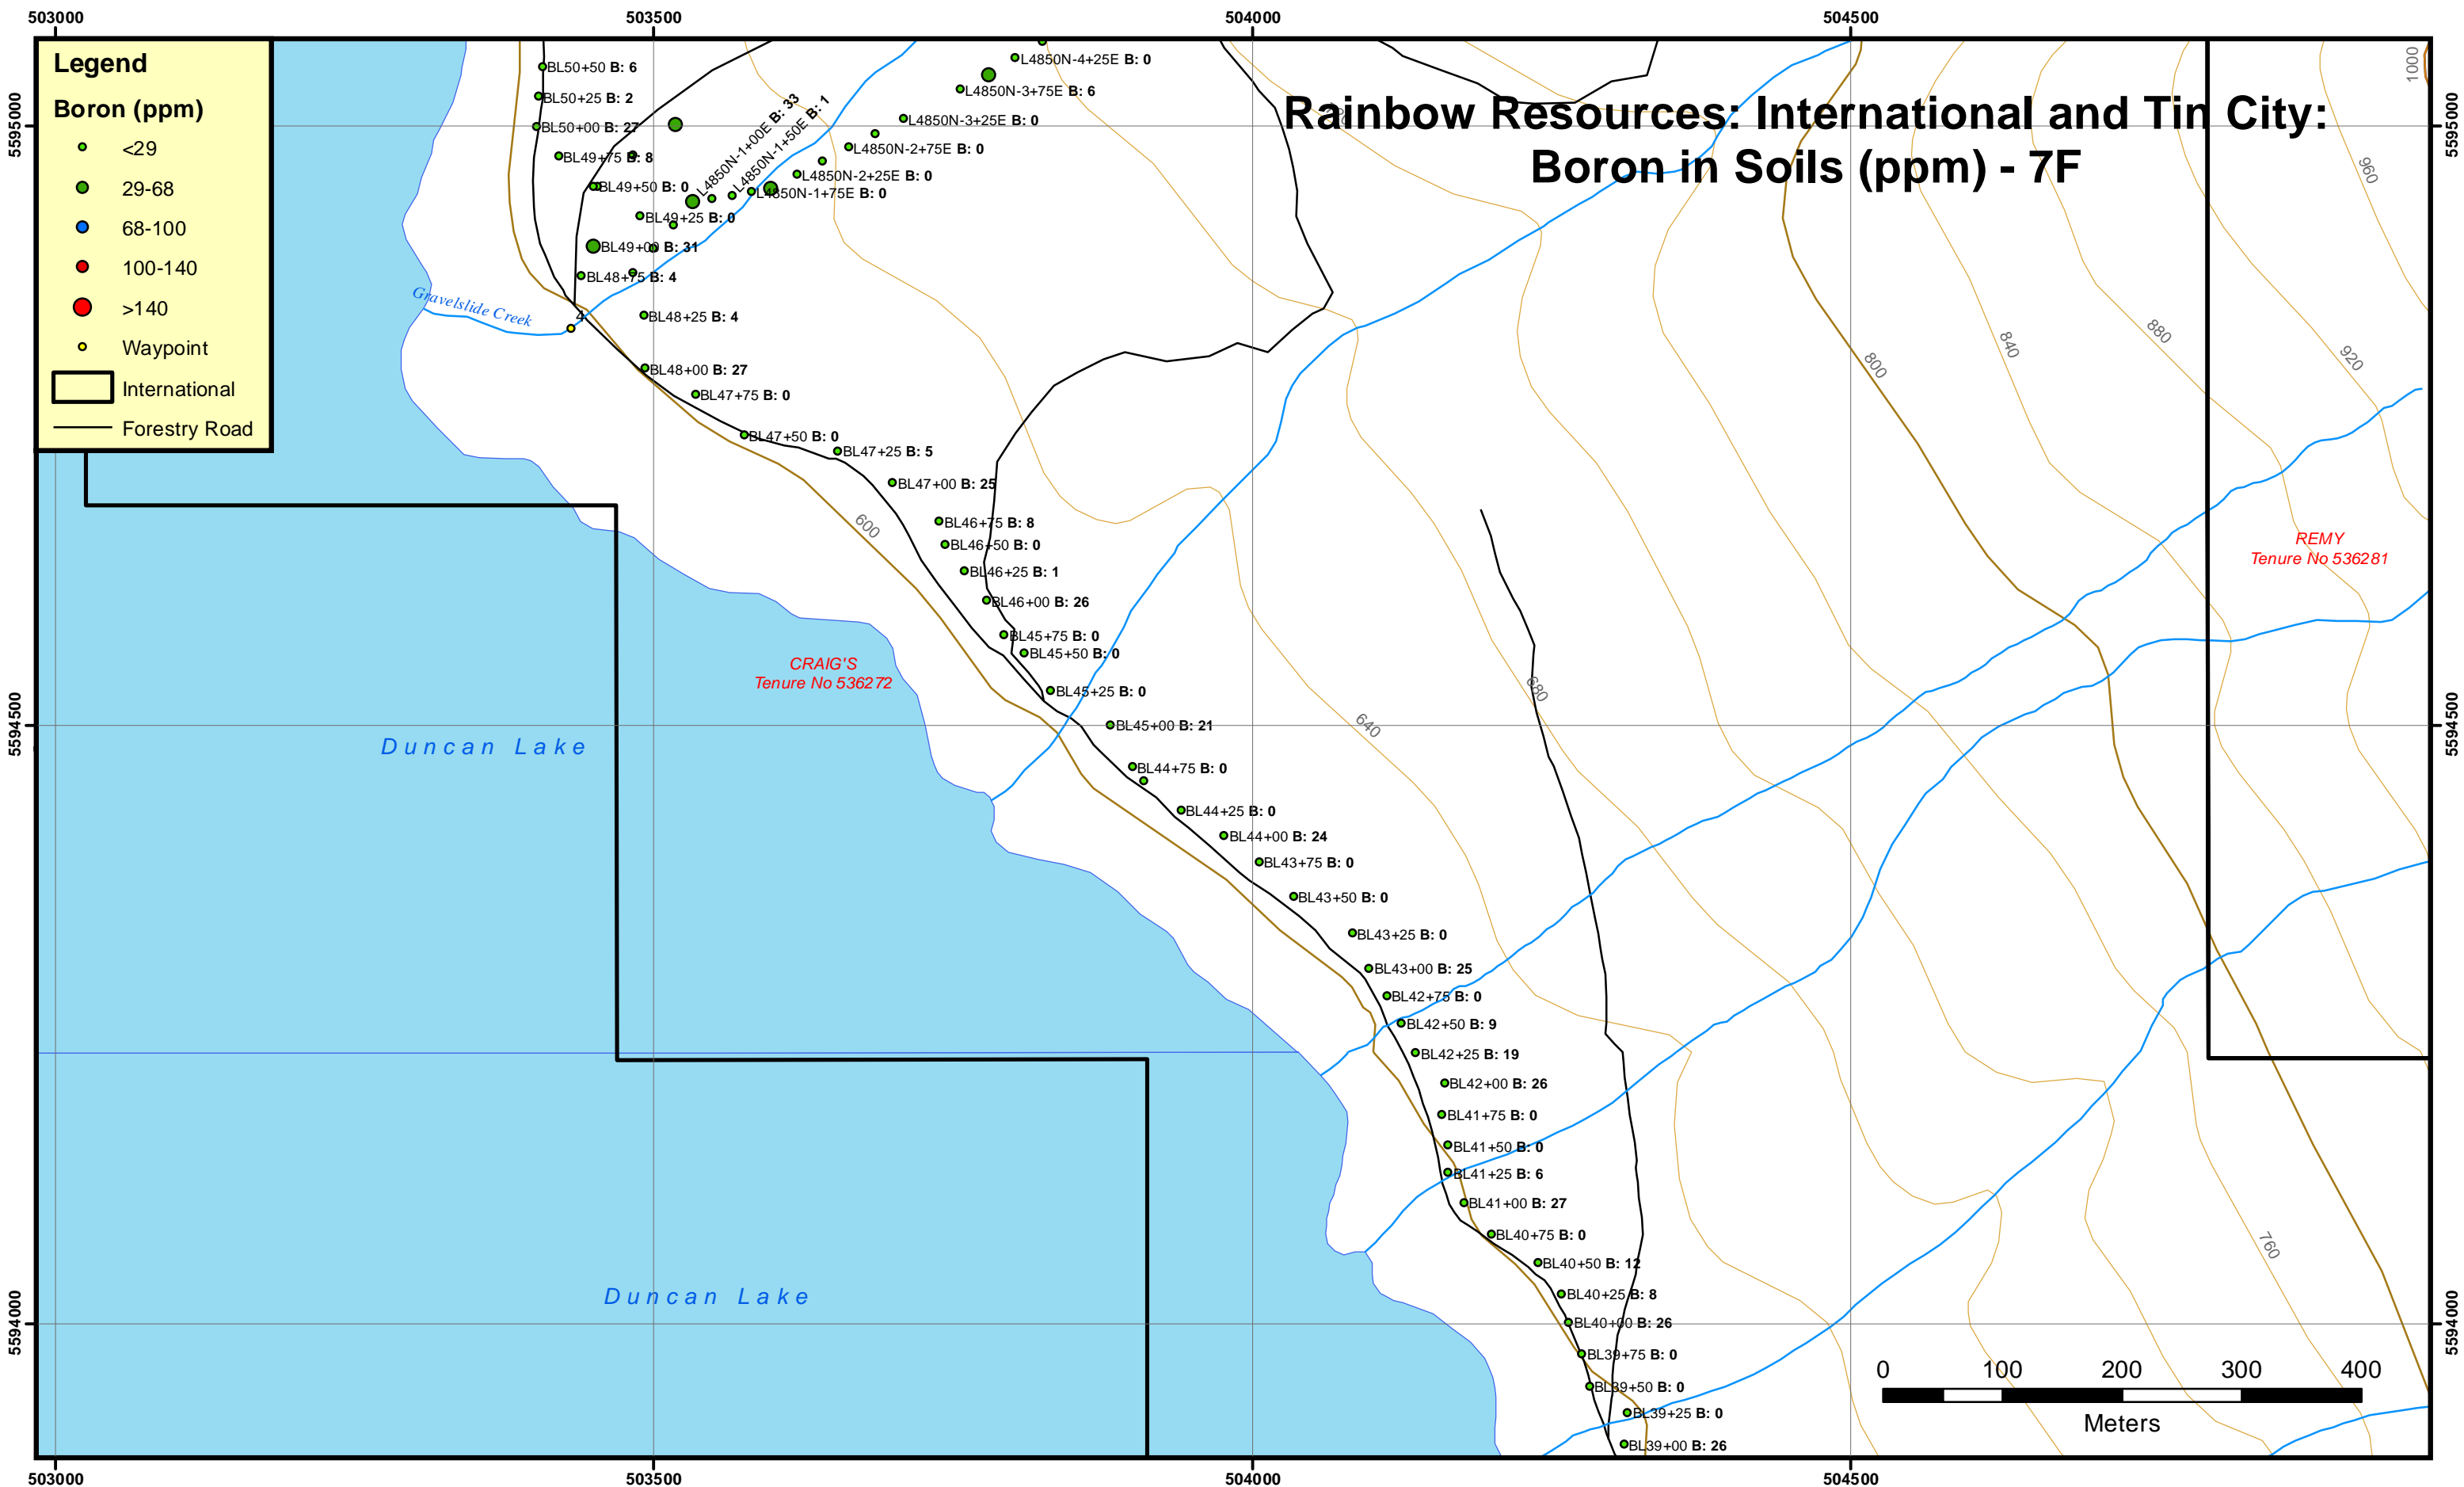 503000
503500
504000
504500
Legend
Boron (ppm)
<29
29-68
68-100
100-140
>140
Waypoint
International
Forestry Road
Rainbow Resources: International and Tin City:
Boron in Soils (ppm) - 7F
5595000
5595000
1000
960
920
880
840
800
BL50+50 B: 6
BL50+25 B: 2
BL50+00 B: 27
BL49+75 B: 8
BL49+50 B: 0
BL49+25 B: 0
BL49+00 B: 31
BL48+75 B: 4
L4850N-4+25E B: 0
L4850N-3+75E B: 6
L4850N-3+25E B: 0
L4850N-2+75E B: 0
L4850N-2+25E B: 0
L4850N-1+75E B: 0
L4850N-1+50E B: 1
L4850N-1+00E B: 33
Gravelslide Creek
4
BL48+25 B: 4
BL48+00 B: 27
BL47+75 B: 0
BL47+50 B: 0
BL47+25 B: 5
BL47+00 B: 25
600
BL46+75 B: 8
BL46+50 B: 0
BL46+25 B: 1
BL46+00 B: 26
BL45+75 B: 0
BL45+50 B: 0
BL45+25 B: 0
REMY
Tenure No 536281
CRAIG'S
Tenure No 536272
680
640
5594500
5594500
Duncan Lake
BL45+00 B: 21
BL44+75 B: 0
BL44+25 B: 0
BL44+00 B: 24
BL43+75 B: 0
BL43+50 B: 0
BL43+25 B: 0
BL43+00 B: 25
BL42+75 B: 0
BL42+50 B: 9
BL42+25 B: 19
BL42+00 B: 26
BL41+75 B: 0
BL41+50 B: 0
BL41+25 B: 6
BL41+00 B: 27
BL40+75 B: 0
760
BL40+50 B: 12
BL40+25 B: 8
Duncan Lake
BL40+00 B: 26
5594000
5594000
BL39+75 B: 0
BL39+50 B: 0
BL39+25 B: 0
BL39+00 B: 26
0 100 200 300 400
Meters
503000
503500
504000
504500